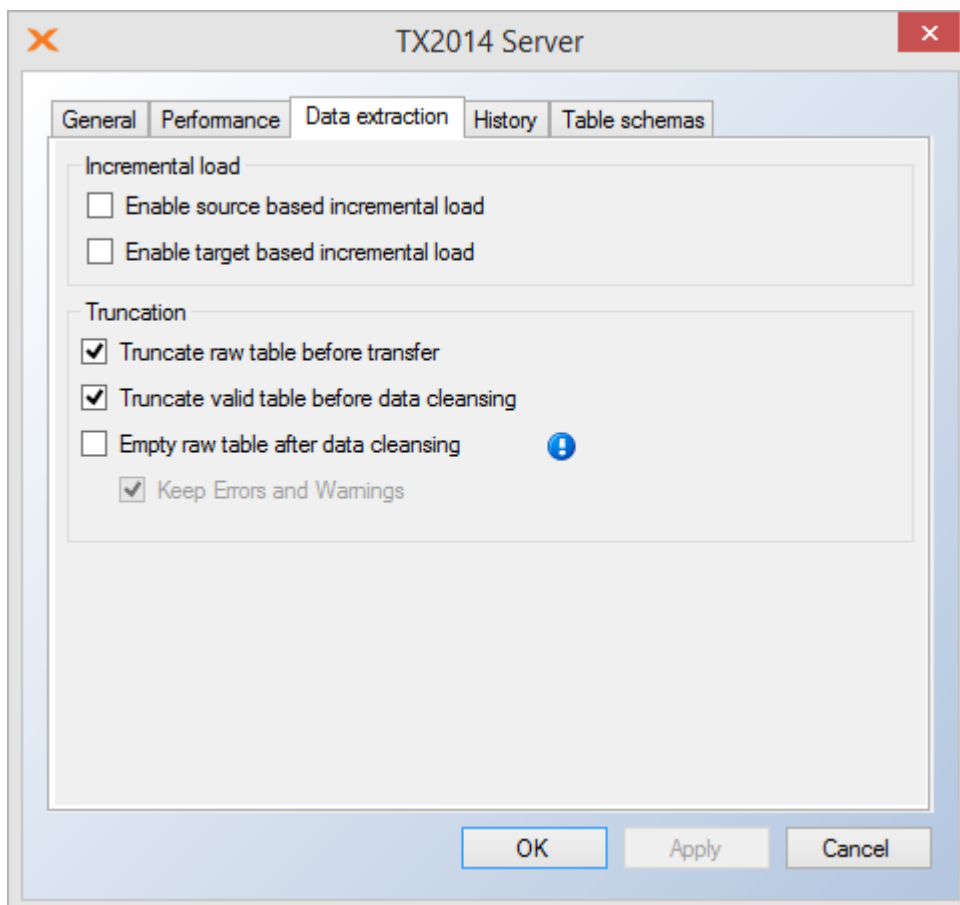 TX2014 Server
General Performance Data extraction History Table schemas
Incremental load
Enable source based incremental load
Enable target based incremental load
Truncation
Truncate raw table before transfer
Truncate valid table before data cleansing
Empty raw table after data cleansing
Keep Errors and Warnings
OK Apply Cancel